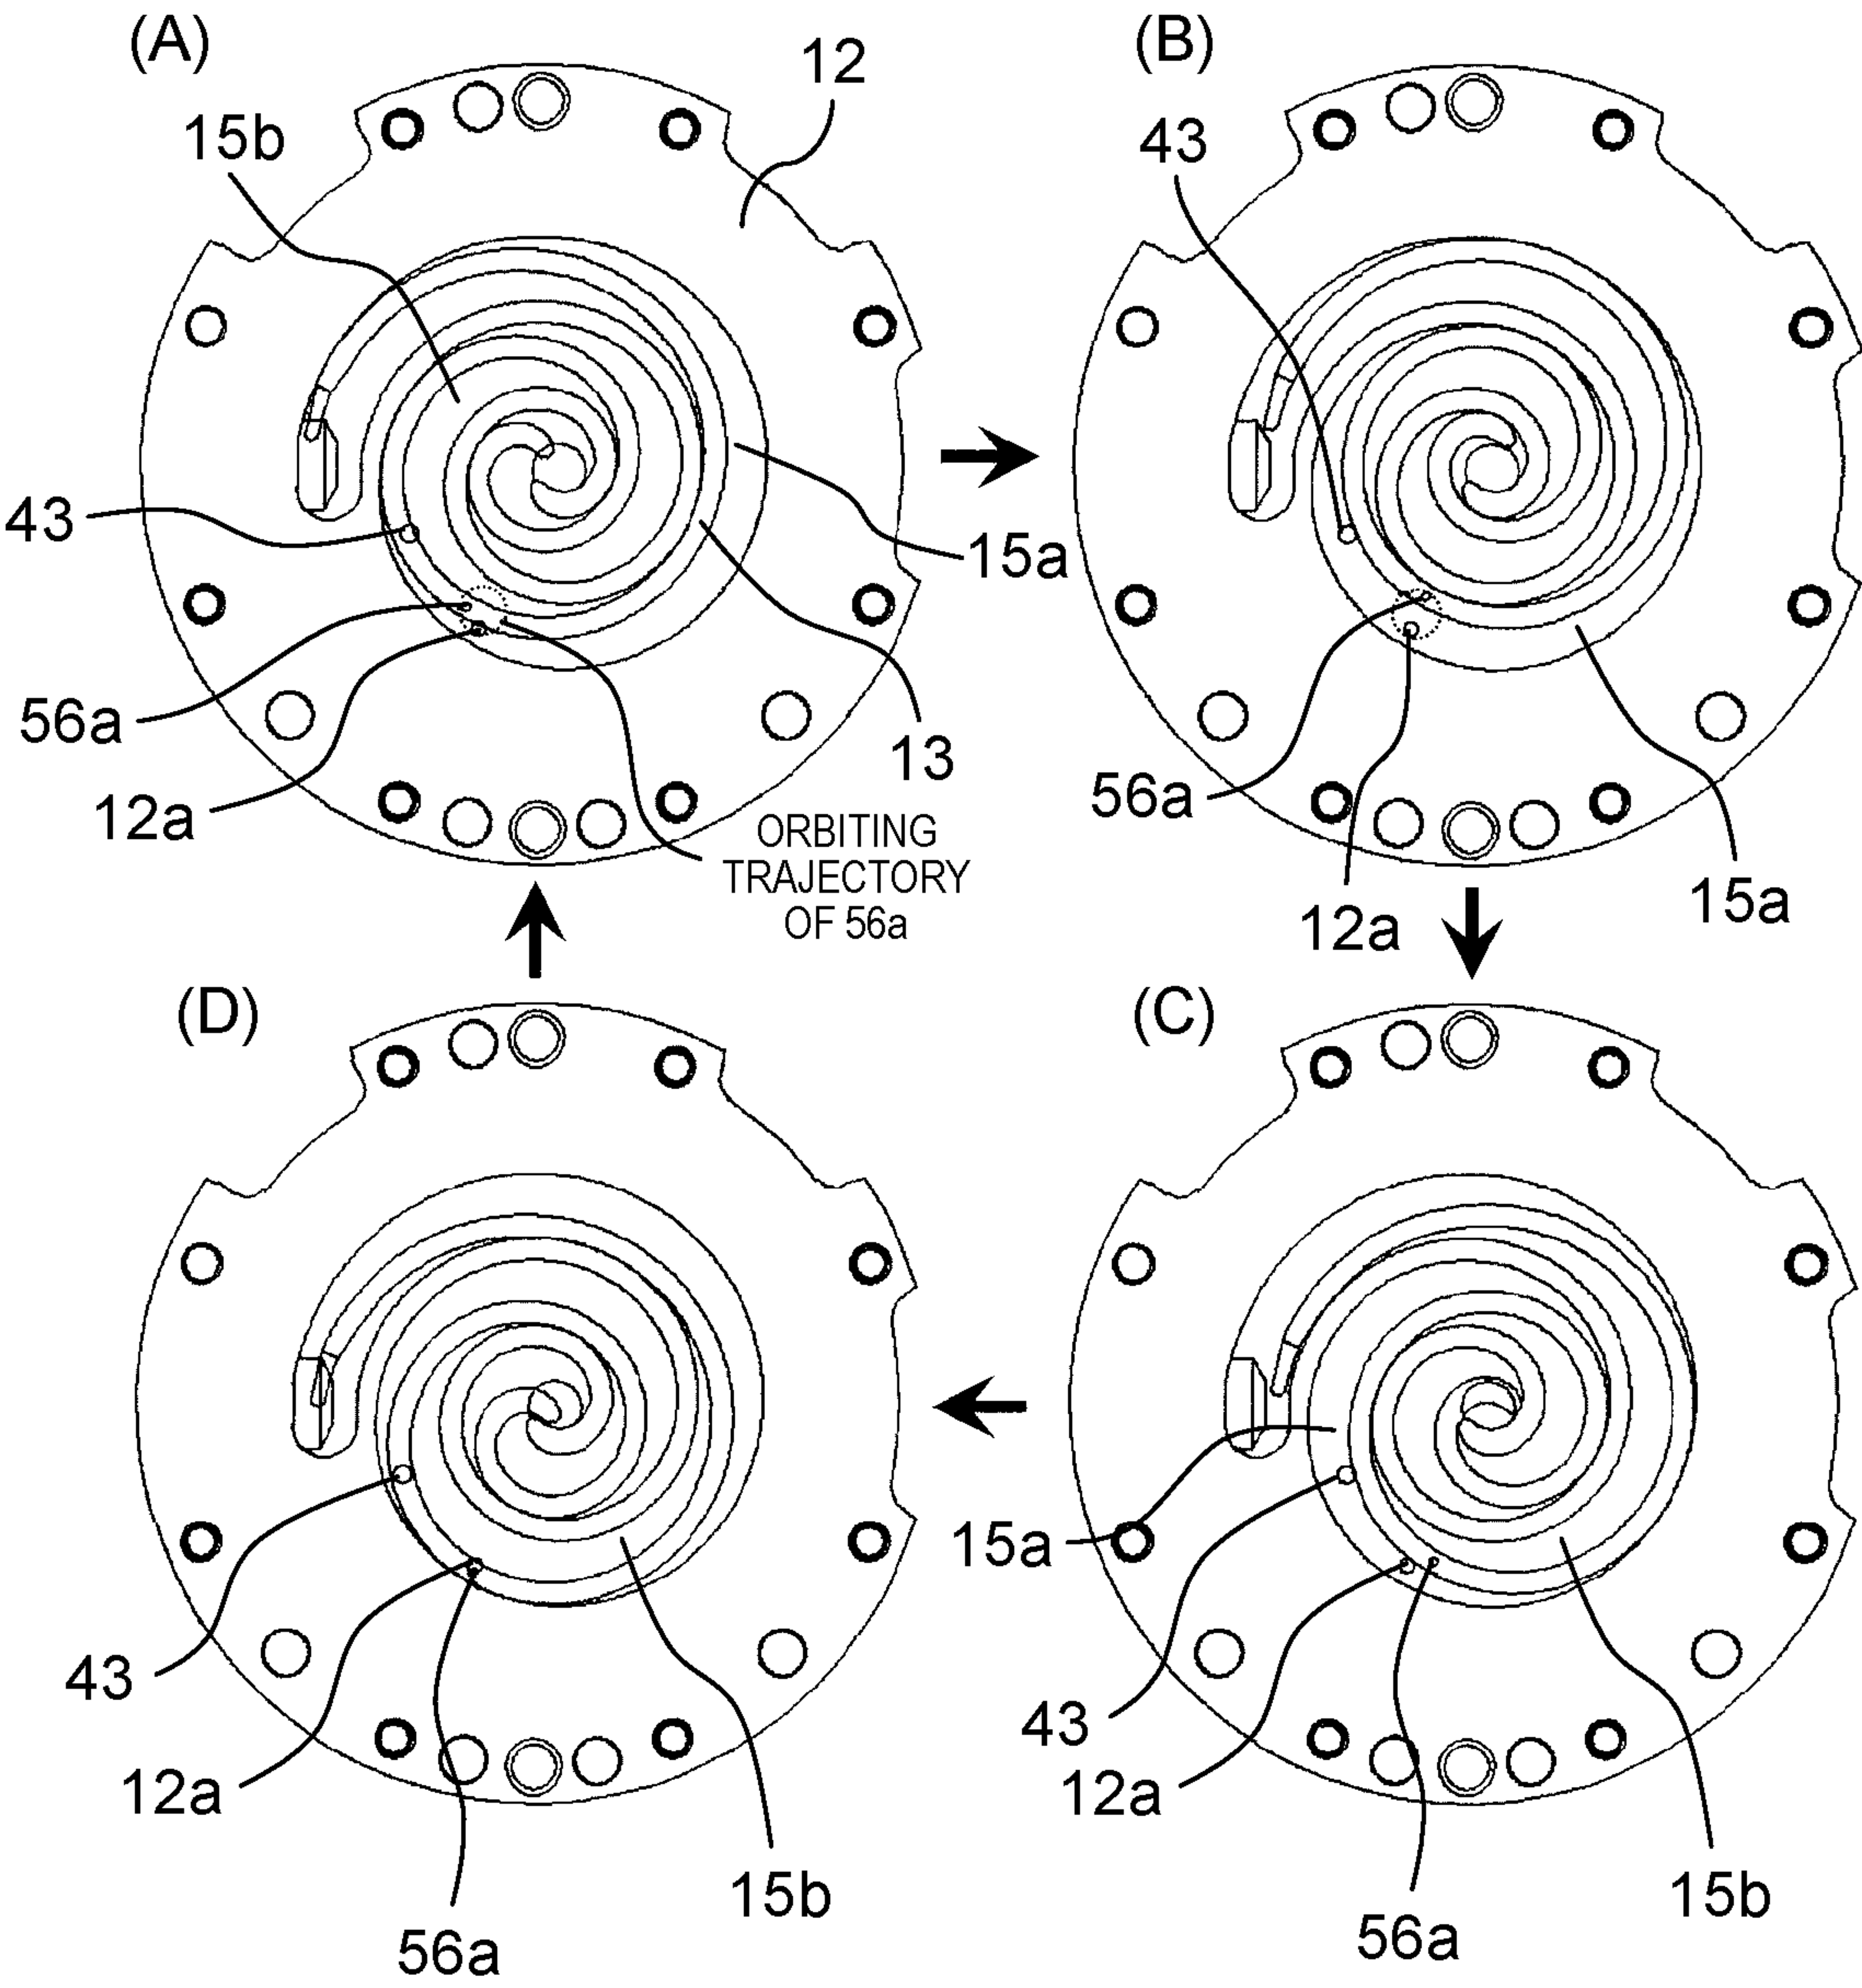 (A)
12
15b
43
15a
56a
12a
13
ORBITING
TRAJECTORY
OF 56a
(B)
43
56a
12a
15a
(D)
43
12a
56a
15b
(C)
15a
43
12a
56a
15b